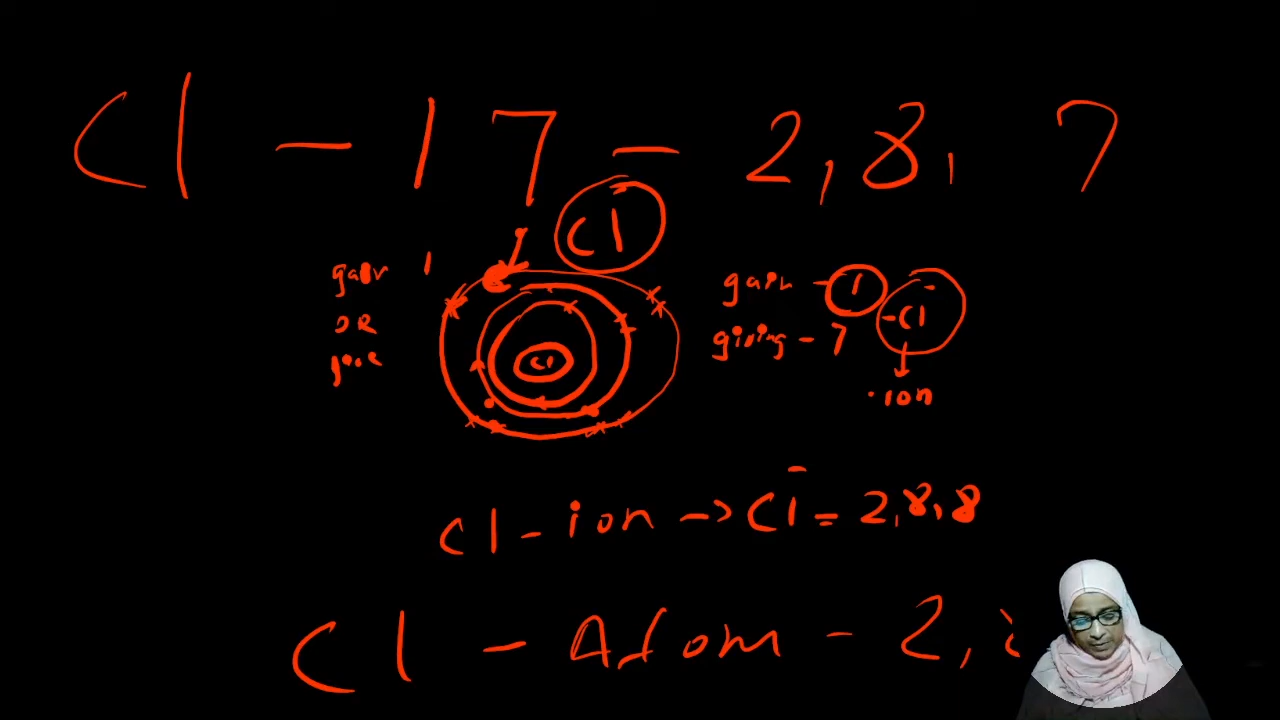 Cl - 17 - 2,8, 7
Cl
gain 1
OR
give
Cl
gain - 1
giving - 7
- Cl⁻
ion
Cl - ion -> Cl⁻ = 2,8,8
Cl - Atom - 2,